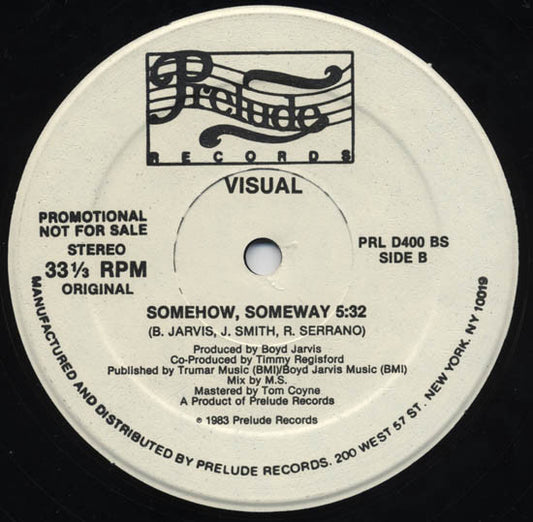 Prelude
RECORDS
VISUAL
PROMOTIONAL
NOT FOR SALE
STEREO
33 1/3 RPM
ORIGINAL
PRL D400 BS
SIDE B
SOMEHOW, SOMEWAY 5:32
(B. JARVIS, J. SMITH, R. SERRANO)
Produced by Boyd Jarvis
Co-Produced by Timmy Regisford
Published by Trumar Music (BMI)/Boyd Jarvis Music (BMI)
Mix by M.S.
Mastered by Tom Coyne
A Product of Prelude Records
℗ 1983 Prelude Records
MANUFACTURED AND DISTRIBUTED BY PRELUDE RECORDS. 200 WEST 57 ST. NEW YORK. NY 10019